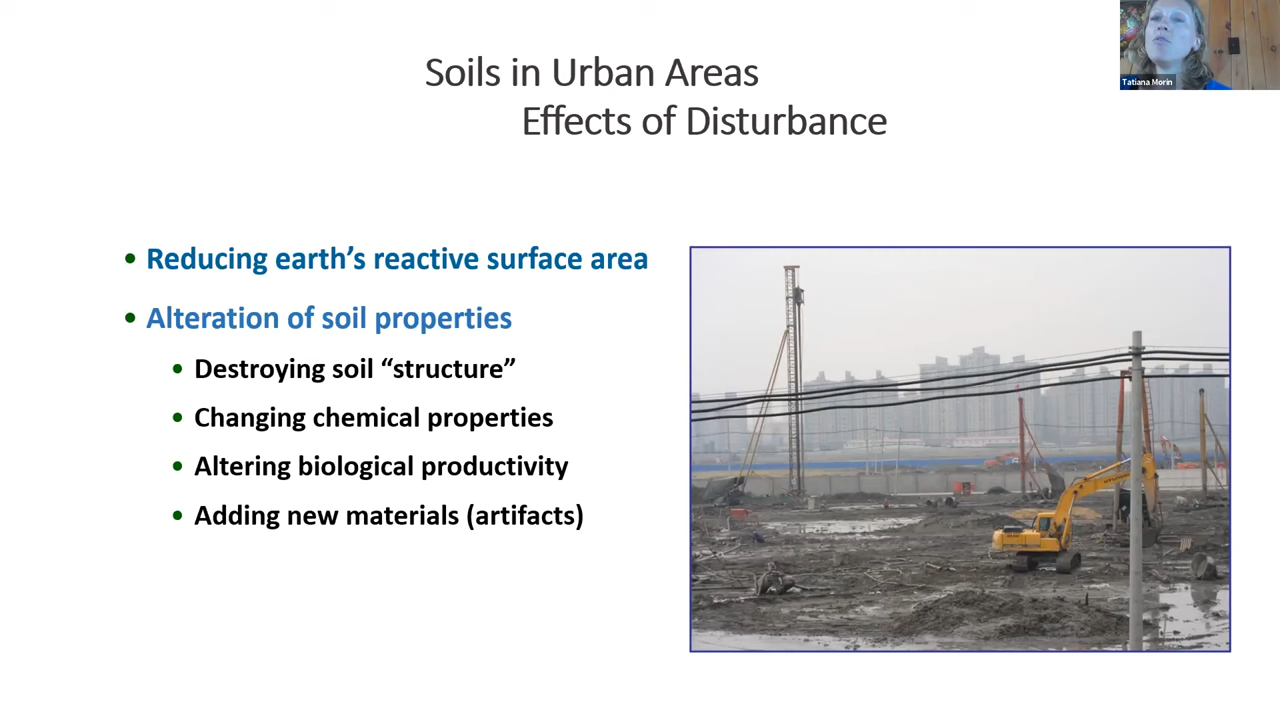 Tatiana Morin
Soils in Urban Areas
Effects of Disturbance
• Reducing earth's reactive surface area
• Alteration of soil properties
• Destroying soil “structure”
• Changing chemical properties
• Altering biological productivity
• Adding new materials (artifacts)